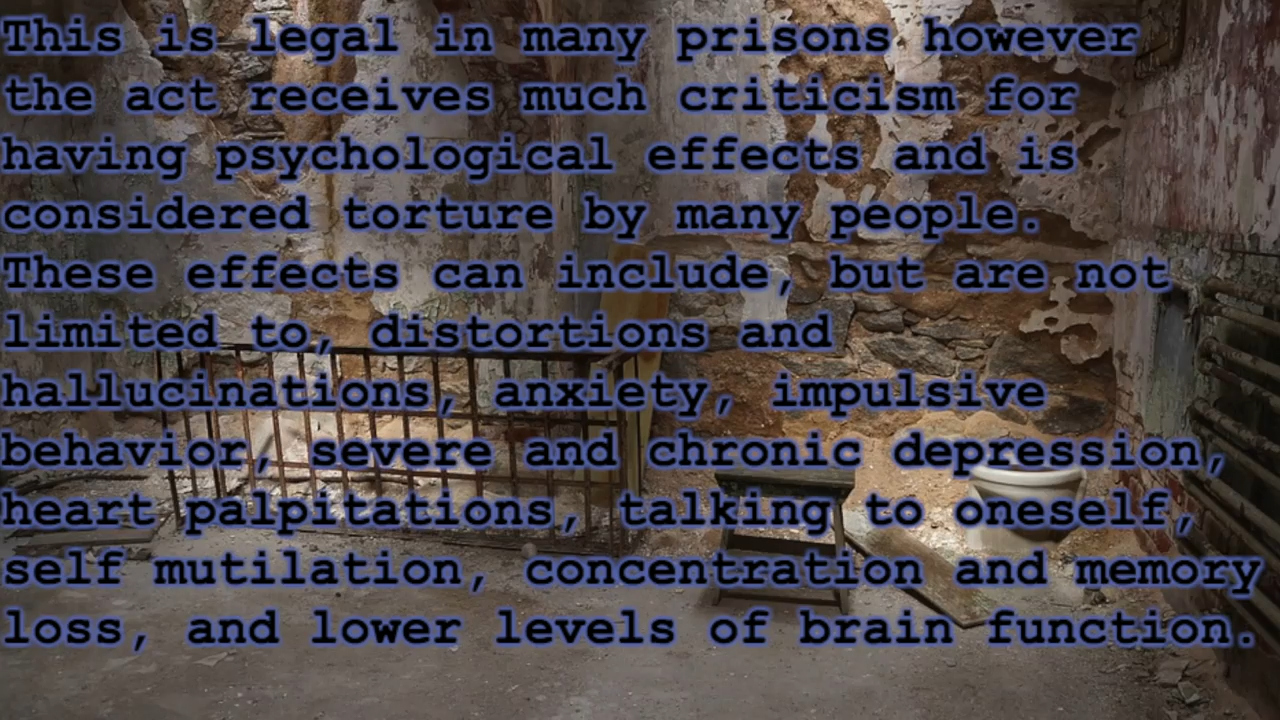 This is legal in many prisons however
the act receives much criticism for
having psychological effects and is
considered torture by many people.
These effects can include, but are not
limited to, distortions and
hallucinations, anxiety, impulsive
behavior, severe and chronic depression,
heart palpitations, talking to oneself,
self mutilation, concentration and memory
loss, and lower levels of brain function.